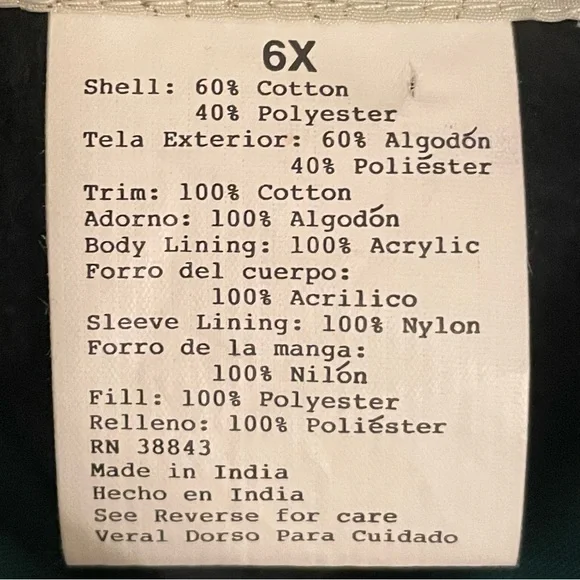 6X
Shell: 60% Cotton
40% Polyester
Tela Exterior: 60% Algodón
40% Poliéster
Trim: 100% Cotton
Adorno: 100% Algodón
Body Lining: 100% Acrylic
Forro del cuerpo:
100% Acrilico
Sleeve Lining: 100% Nylon
Forro de la manga:
100% Nilón
Fill: 100% Polyester
Relleno: 100% Poliéster
RN 38843
Made in India
Hecho en India
See Reverse for care
Veral Dorso Para Cuidado